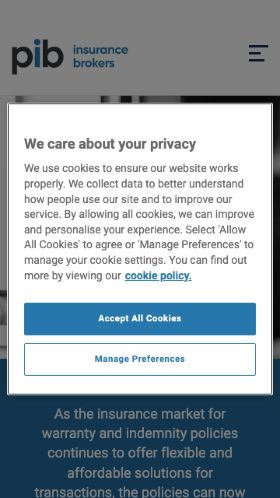 pib insurance
brokers
We care about your privacy
We use cookies to ensure our website works
properly. We collect data to better understand
how people use our site and to improve our
service. By allowing all cookies, we can improve
and personalise your experience. Select 'Allow
All Cookies' to agree or 'Manage Preferences' to
manage your cookie settings. You can find out
more by viewing our cookie policy.
Accept All Cookies
Manage Preferences
As the insurance market for
warranty and indemnity policies
continues to offer flexible and
affordable solutions for
transactions, the policies can now